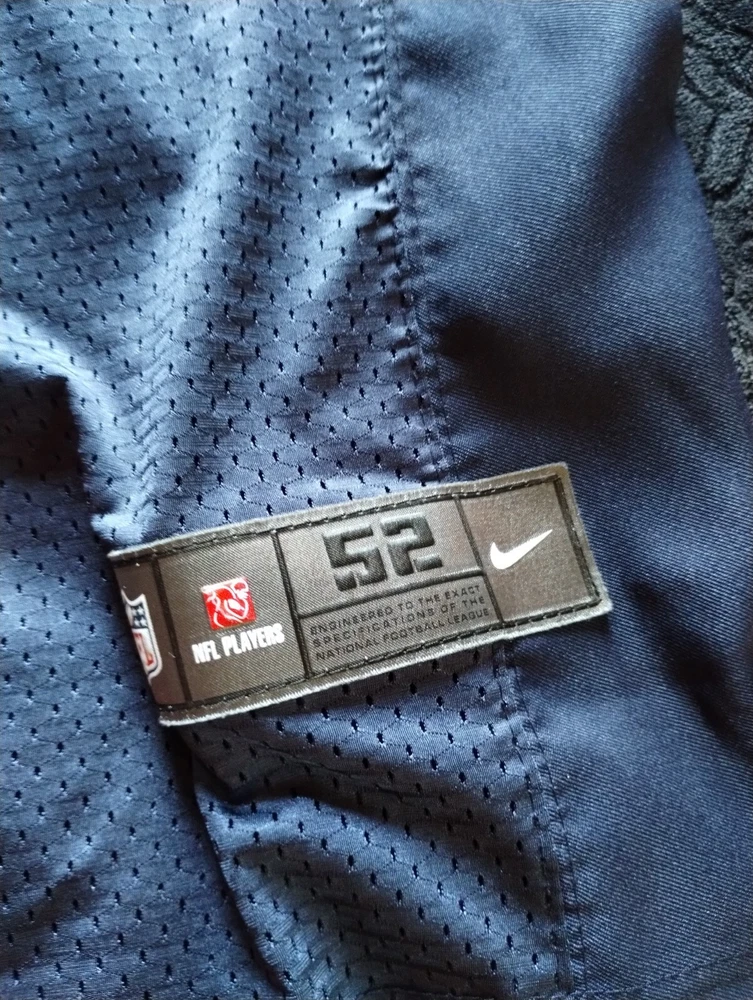 52
NFL PLAYERS
ENGINEERED TO THE EXACT
SPECIFICATIONS OF THE
NATIONAL FOOTBALL LEAGUE